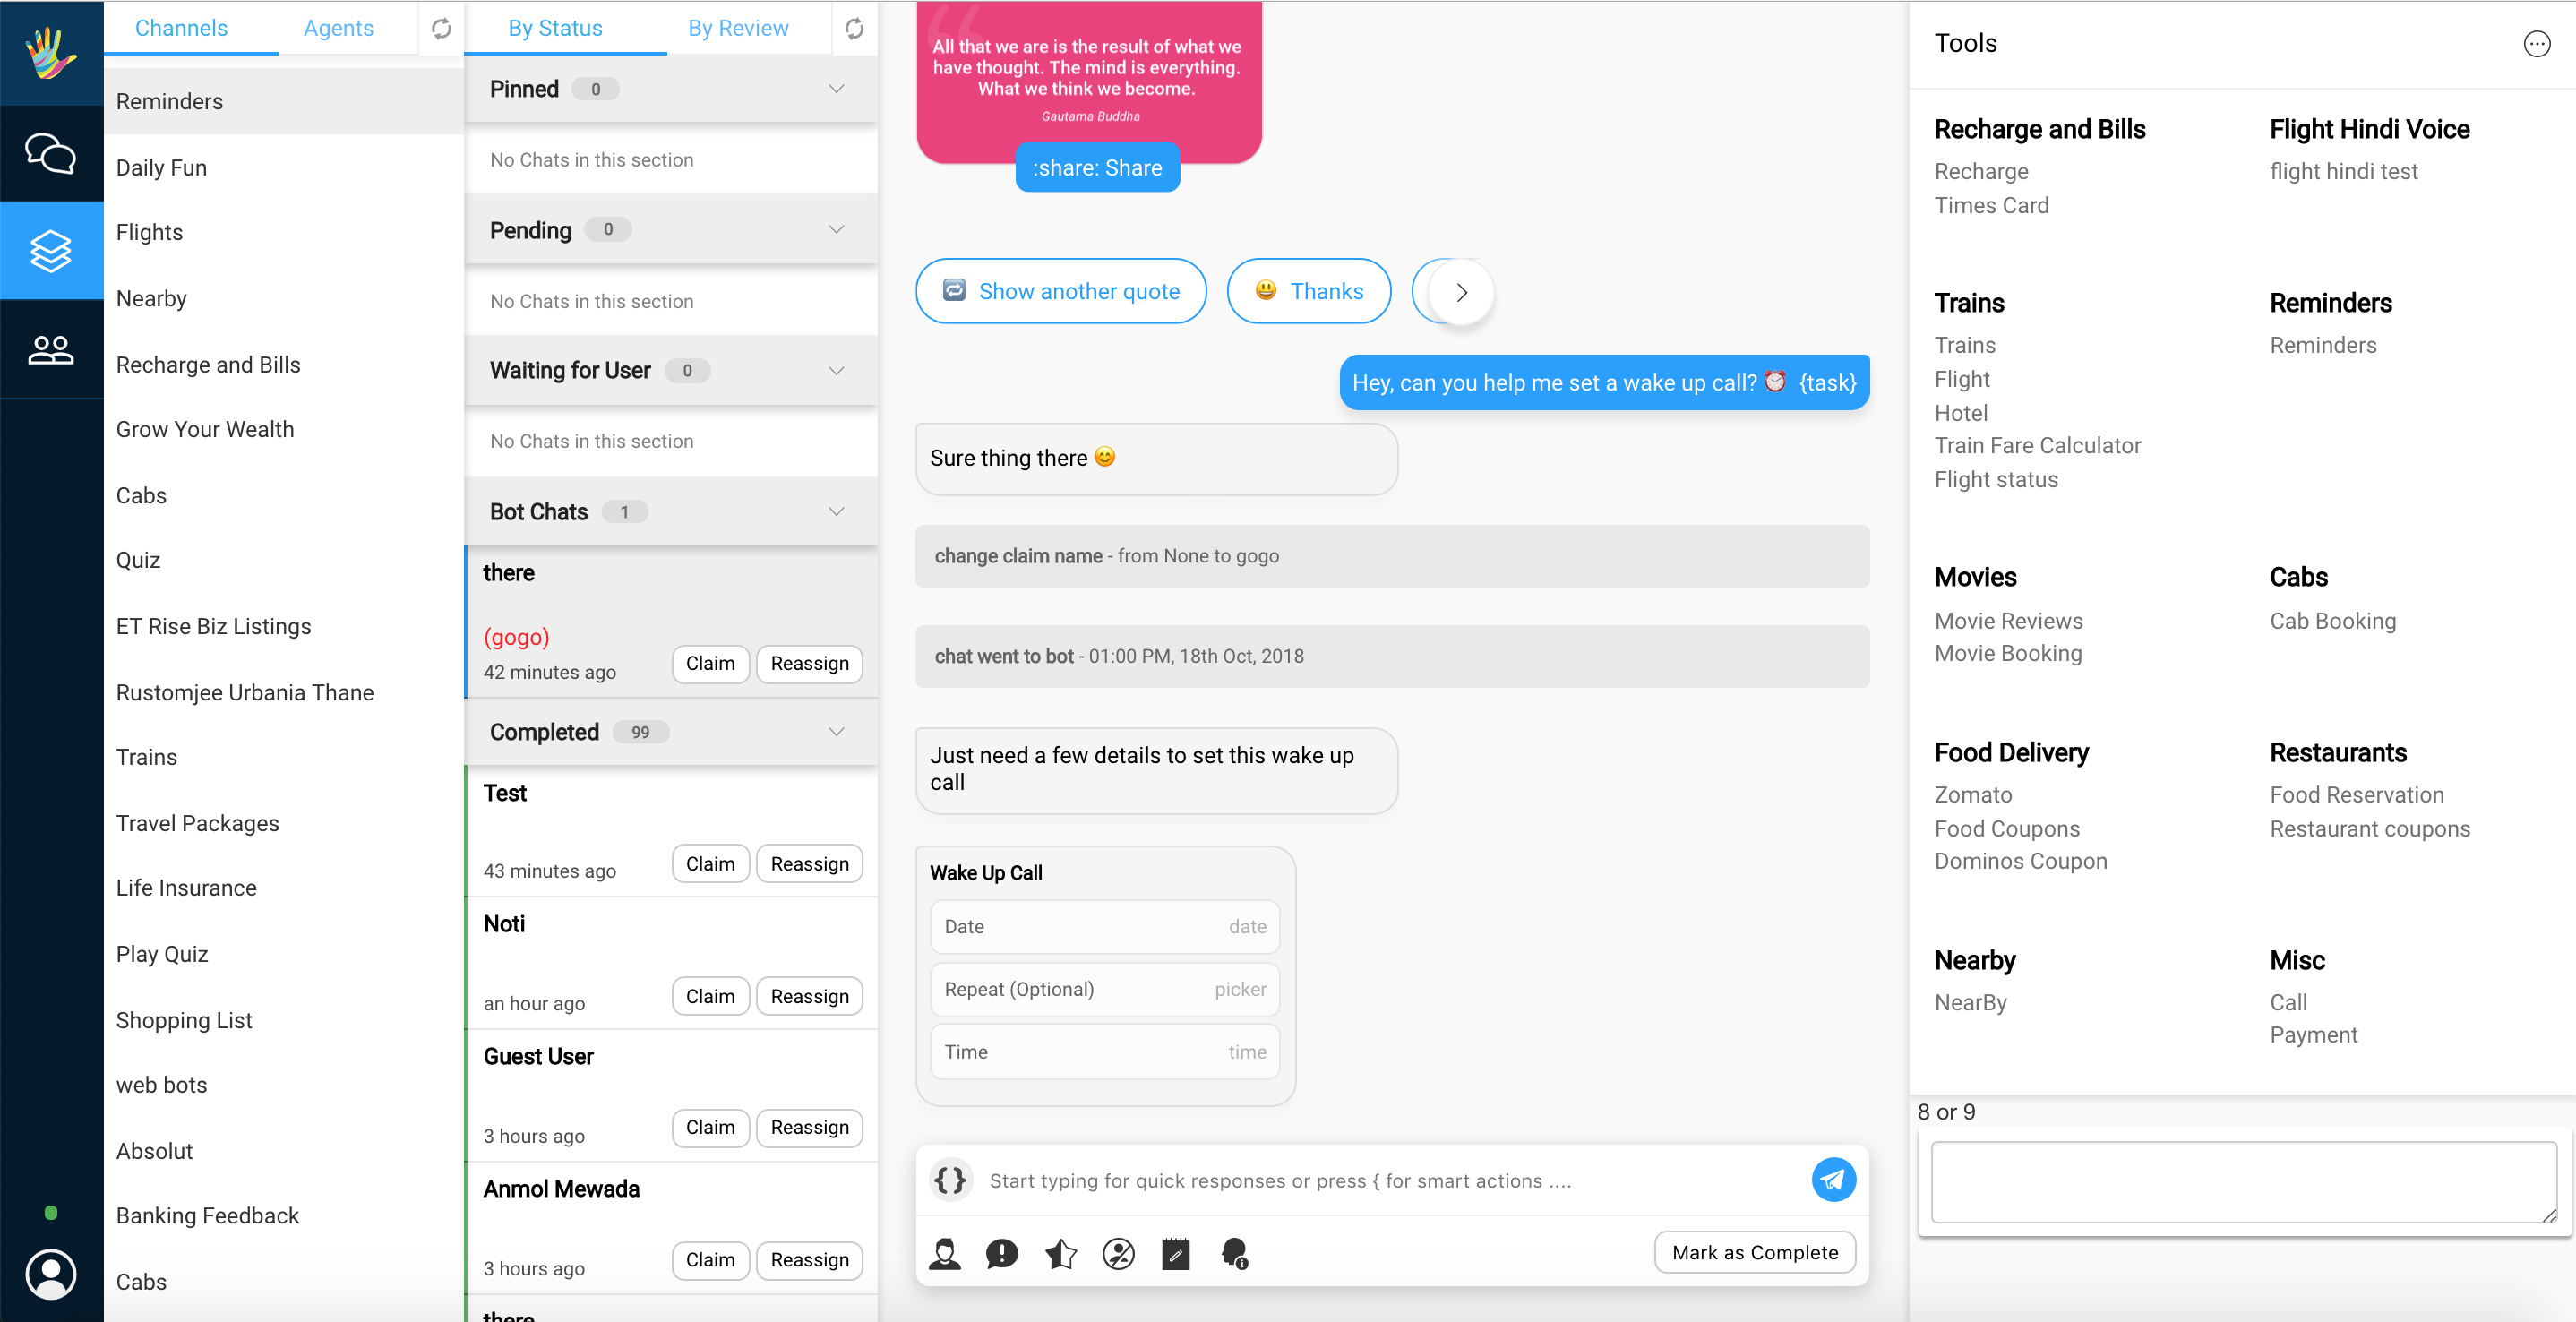 Channels
Agents
Reminders
Daily Fun
Flights
Nearby
Recharge and Bills
Grow Your Wealth
Cabs
Quiz
ET Rise Biz Listings
Rustomjee Urbania Thane
Trains
Travel Packages
Life Insurance
Play Quiz
Shopping List
web bots
Absolut
Banking Feedback
Cabs
By Status
By Review
Pinned 0
No Chats in this section
Pending 0
No Chats in this section
Waiting for User 0
No Chats in this section
Bot Chats 1
there
(gogo)
42 minutes ago
Claim
Reassign
Completed 99
Test
43 minutes ago
Claim
Reassign
Noti
an hour ago
Claim
Reassign
Guest User
3 hours ago
Claim
Reassign
Anmol Mewada
3 hours ago
Claim
Reassign
there
All that we are is the result of what we
have thought. The mind is everything.
What we think we become.
Gautama Buddha
:share: Share
Show another quote
Thanks
Hey, can you help me set a wake up call? ⏰ {task}
Sure thing there 😊
change claim name - from None to gogo
chat went to bot - 01:00 PM, 18th Oct, 2018
Just need a few details to set this wake up
call
Wake Up Call
Date date
Repeat (Optional) picker
Time time
{} Start typing for quick responses or press { for smart actions ....
Mark as Complete
Tools
Recharge and Bills
Recharge
Times Card
Flight Hindi Voice
flight hindi test
Trains
Trains
Flight
Hotel
Train Fare Calculator
Flight status
Reminders
Reminders
Movies
Movie Reviews
Movie Booking
Cabs
Cab Booking
Food Delivery
Zomato
Food Coupons
Dominos Coupon
Restaurants
Food Reservation
Restaurant coupons
Nearby
NearBy
Misc
Call
Payment
8 or 9